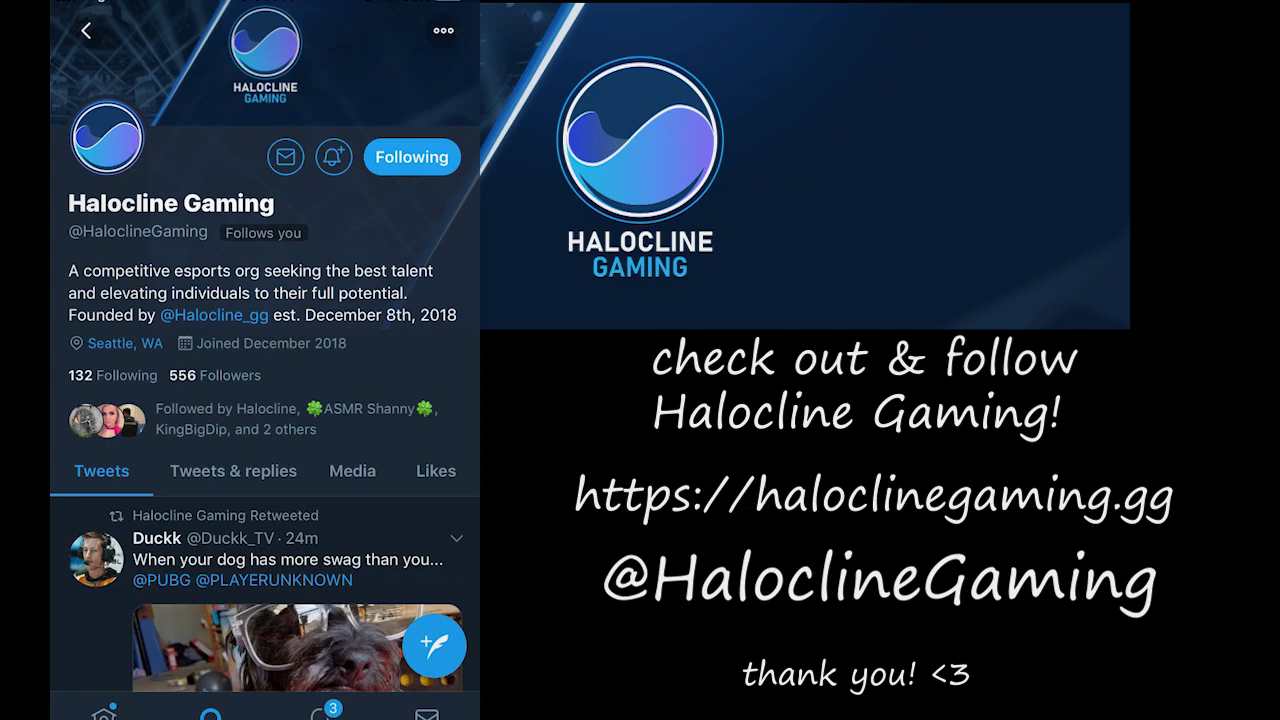 HALOCLINE
GAMING
Following
Halocline Gaming
@HaloclineGaming Follows you
A competitive esports org seeking the best talent
and elevating individuals to their full potential.
Founded by @Halocline_gg est. December 8th, 2018
Seattle, WA Joined December 2018
132 Following 556 Followers
Followed by Halocline, 🍀ASMR Shanny🍀,
KingBigDip, and 2 others
Tweets Tweets & replies Media Likes
Halocline Gaming Retweeted
Duckk @Duckk_TV · 24m
When your dog has more swag than you...
@PUBG @PLAYERUNKNOWN
3
HALOCLINE
GAMING
check out & follow
Halocline Gaming!
https://haloclinegaming.gg
@HaloclineGaming
thank you! <3